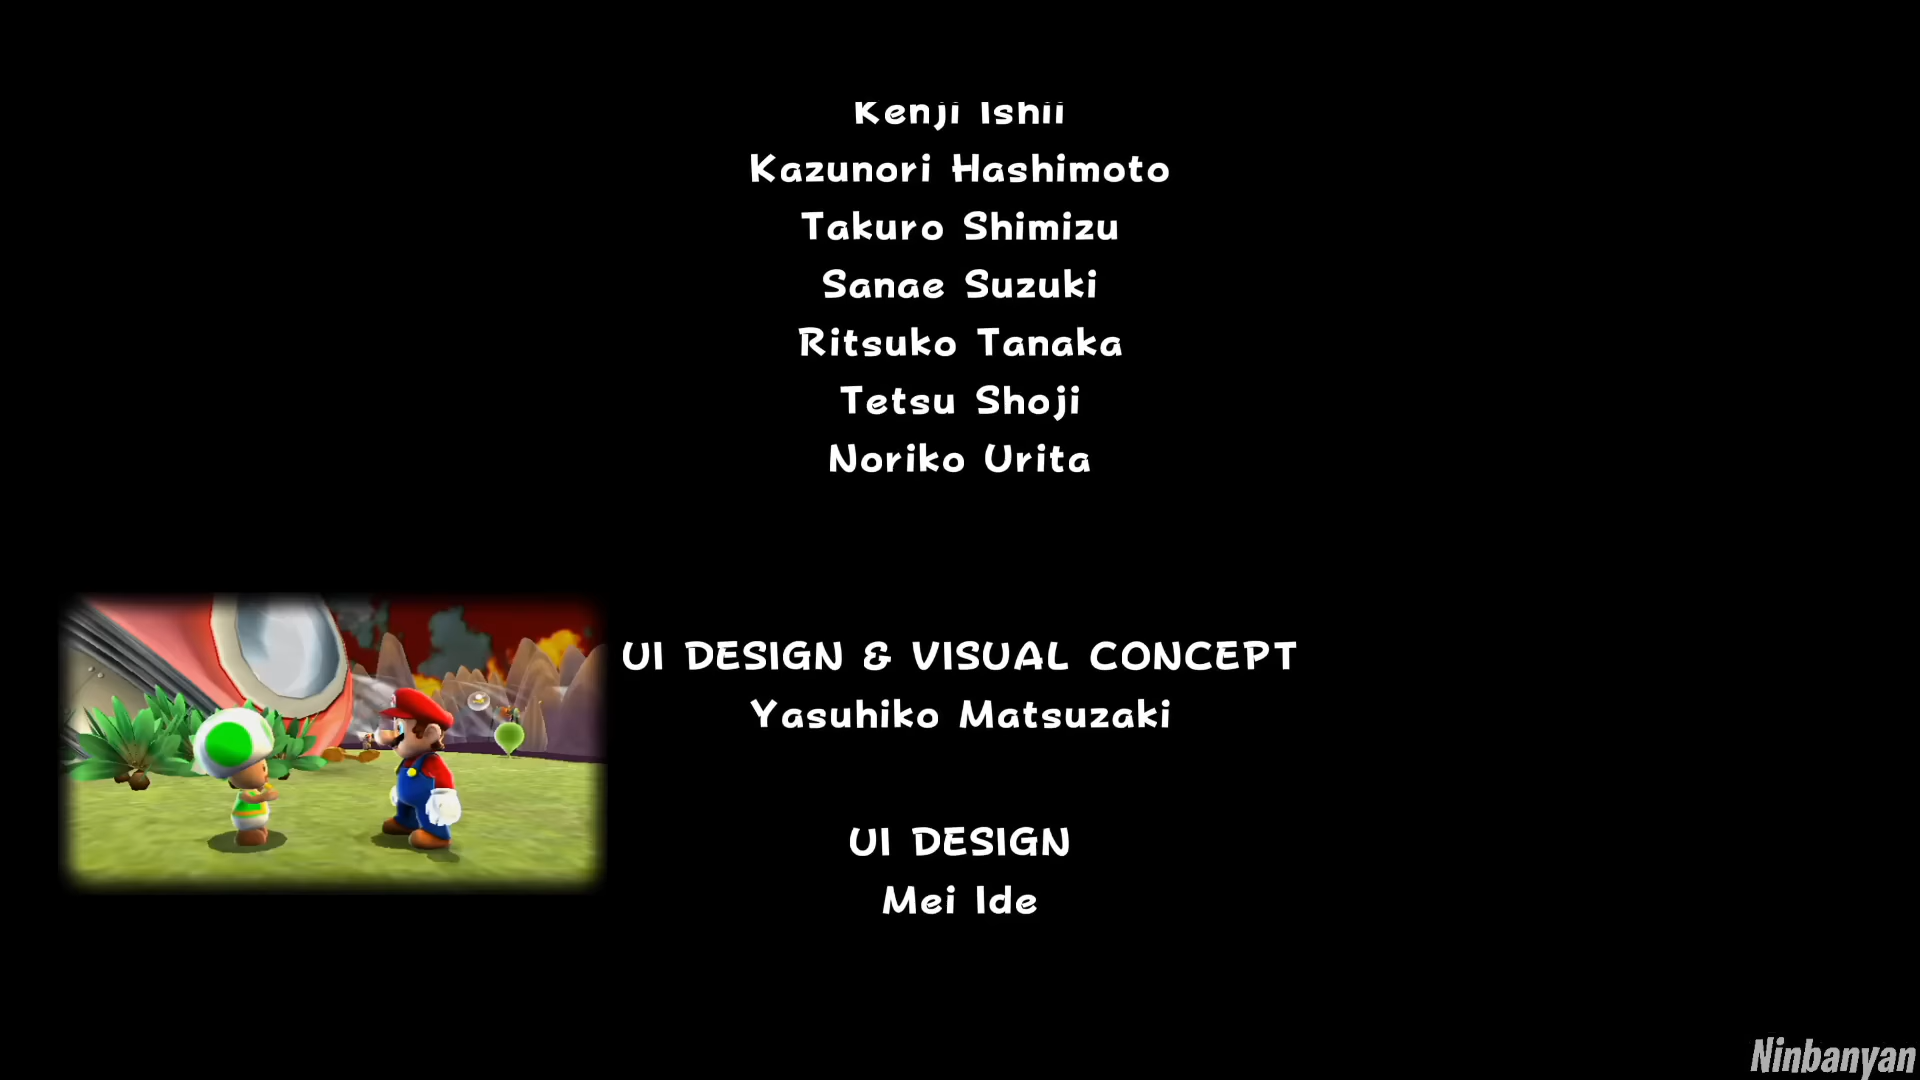 Kenji Ishii
Kazunori Hashimoto
Takuro Shimizu
Sanae Suzuki
Ritsuko Tanaka
Tetsu Shoji
Noriko Urita
UI DESIGN & VISUAL CONCEPT
Yasuhiko Matsuzaki
UI DESIGN
Mei Ide
Ninbanyan